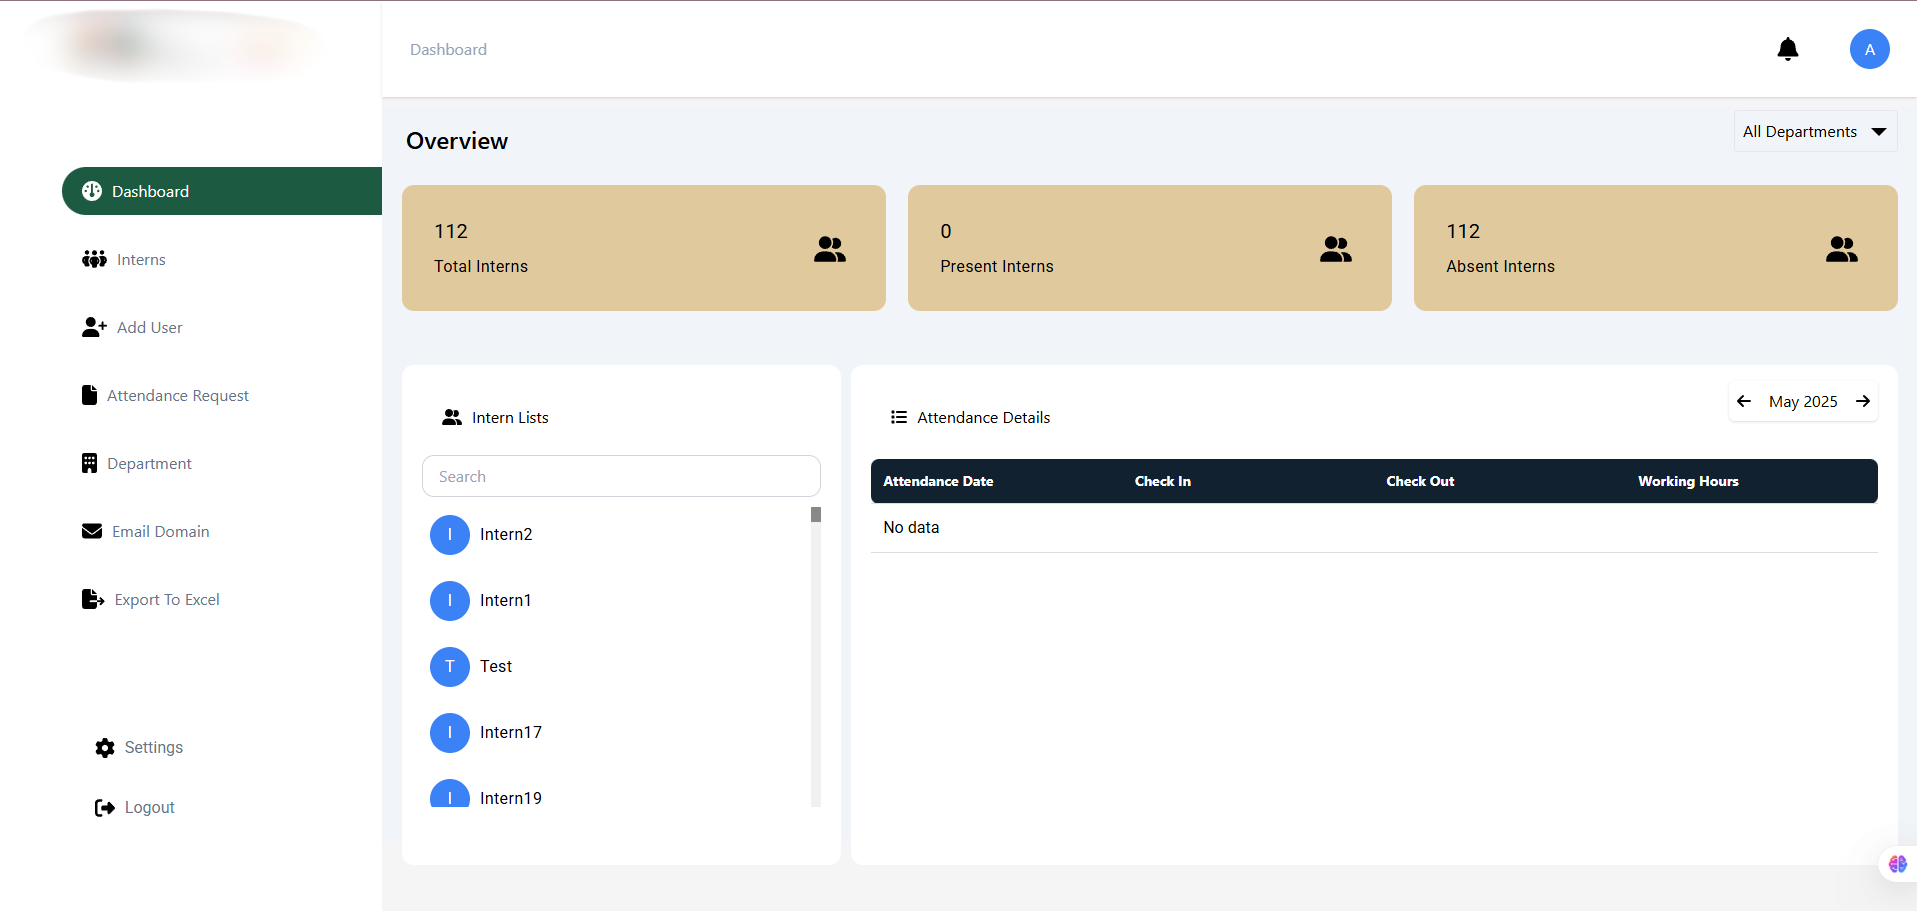 Dashboard
A
Dashboard
Interns
Add User
Attendance Request
Department
Email Domain
Export To Excel
Settings
Logout
Overview
All Departments
112
Total Interns
0
Present Interns
112
Absent Interns
Intern Lists
Search
I Intern2
I Intern1
T Test
I Intern17
I Intern19
Attendance Details
May 2025
Attendance Date Check In Check Out Working Hours
No data